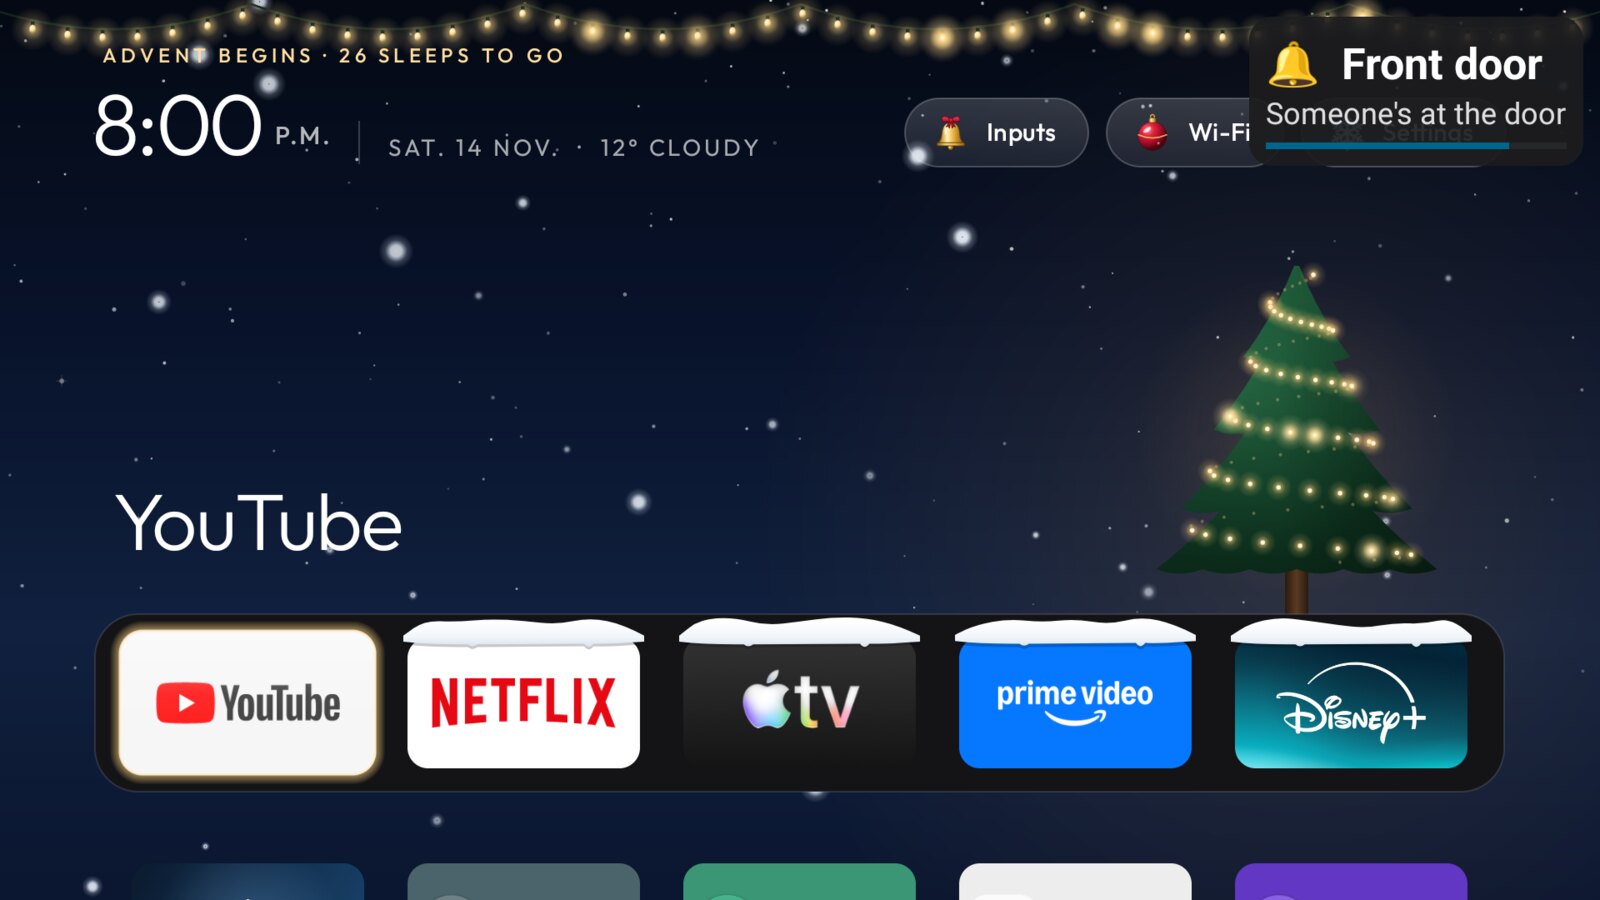 ADVENT BEGINS · 26 SLEEPS TO GO
8:00 P.M.
SAT. 14 NOV. · 12° CLOUDY
Inputs
Wi-Fi
Settings
Front door
Someone's at the door
YouTube
YouTube
NETFLIX
tv
prime video
Disney+